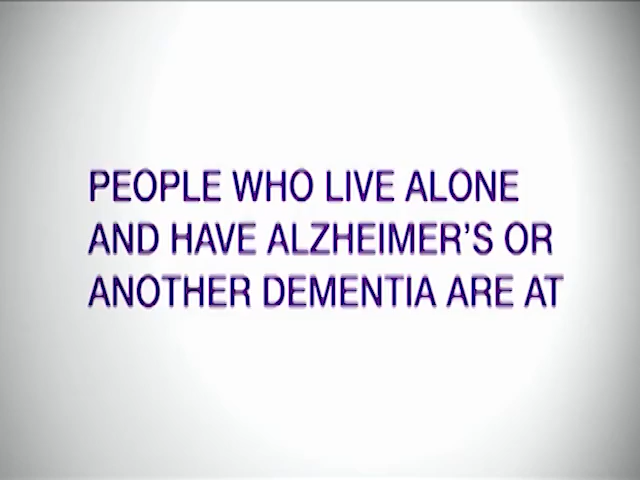 PEOPLE WHO LIVE ALONE
AND HAVE ALZHEIMER'S OR
ANOTHER DEMENTIA ARE AT